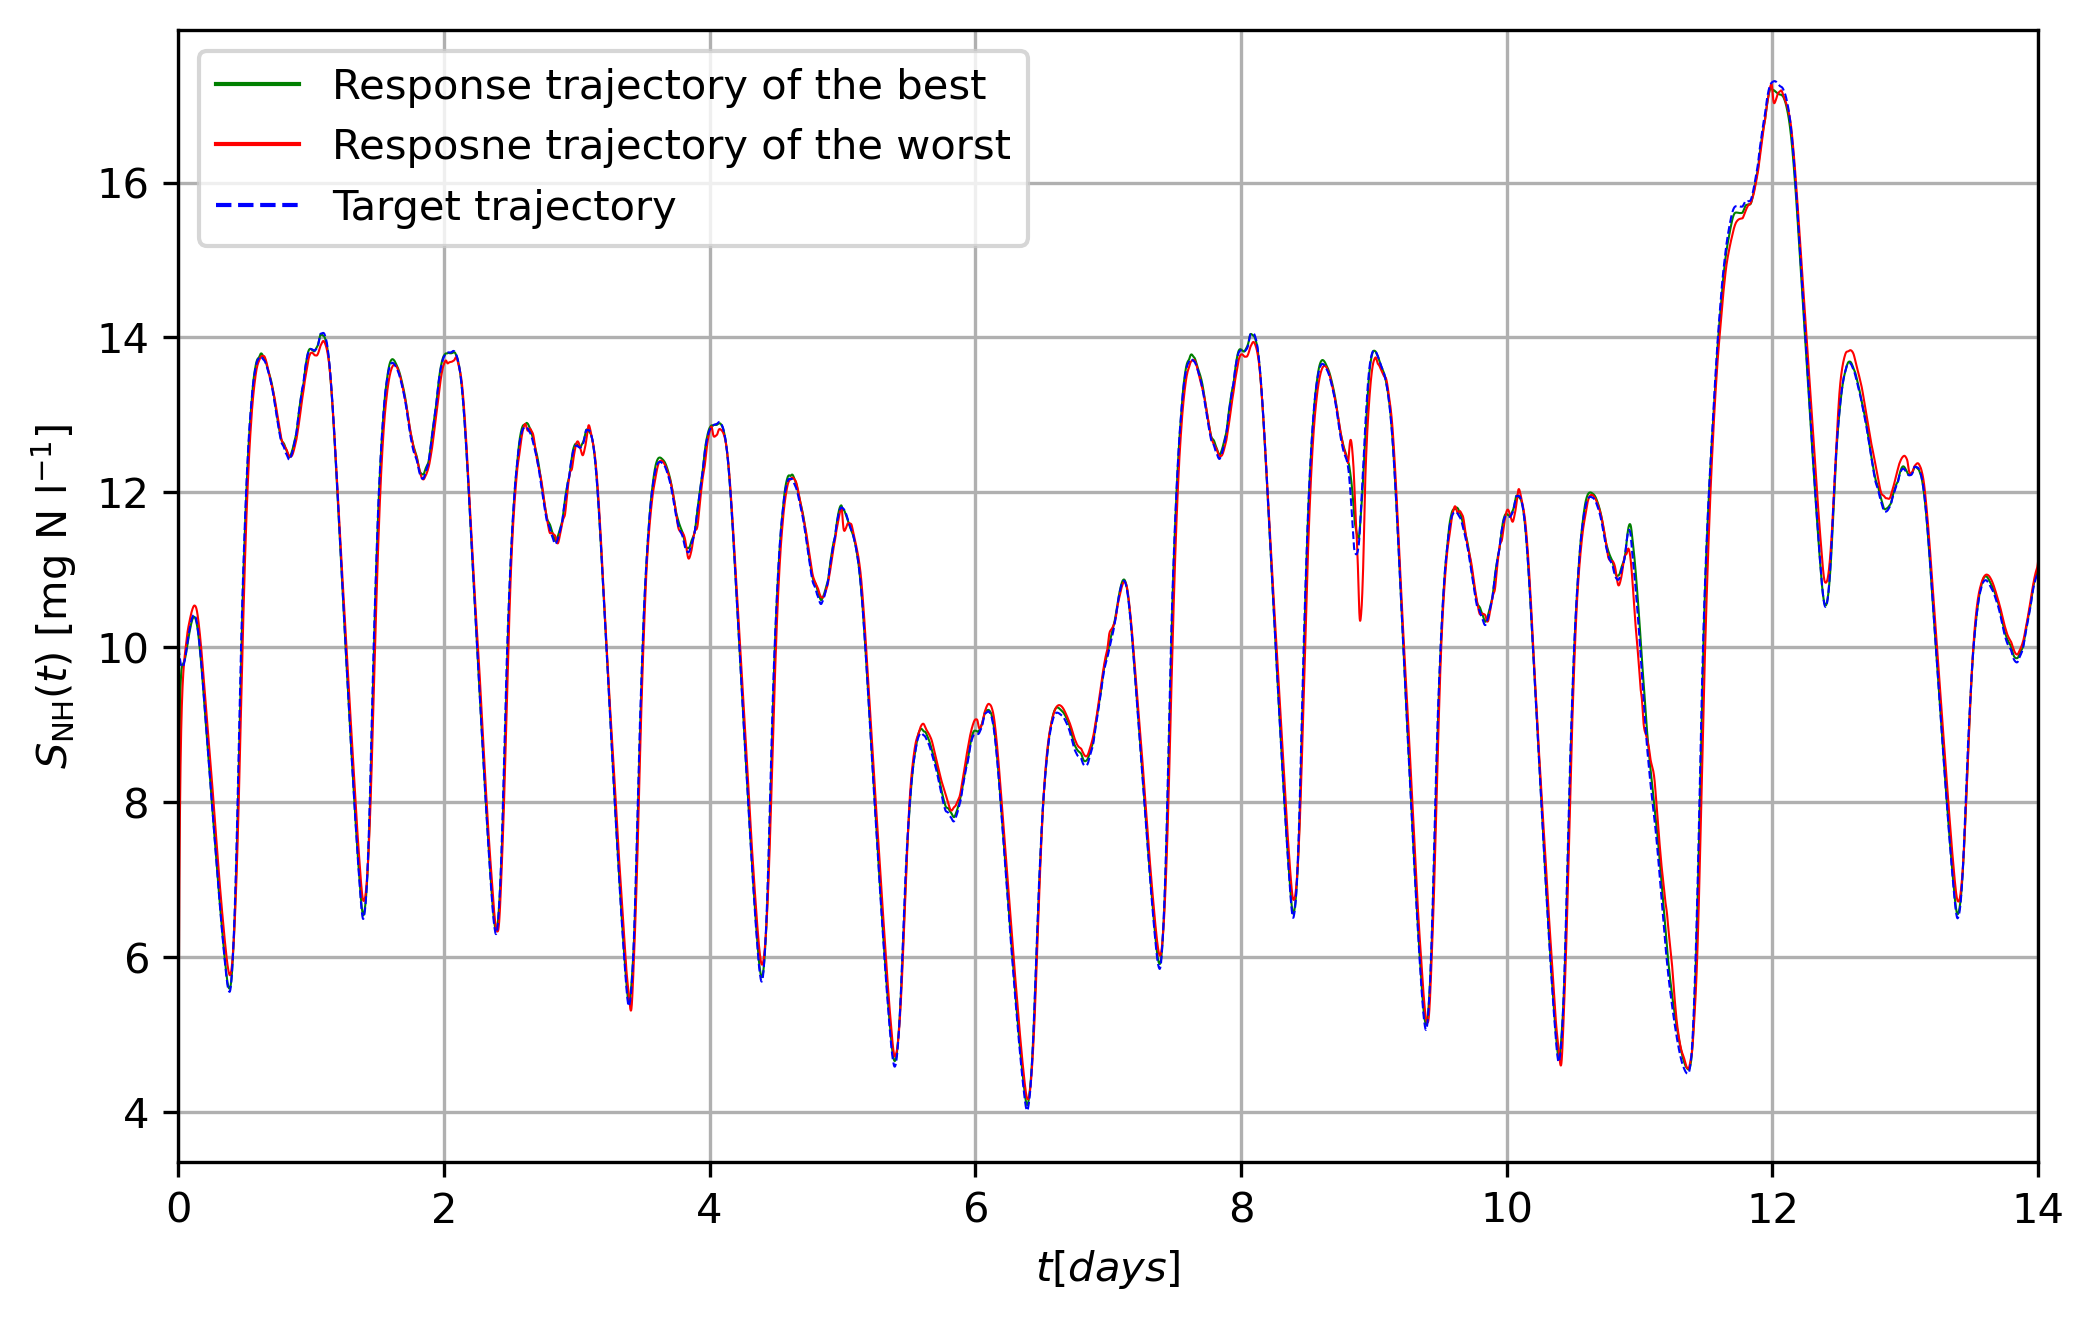 Response trajectory of the best
Resposne trajectory of the worst
Target trajectory
16
14
12
10
8
6
4
S_NH(t) [mg N l⁻¹]
0 2 4 6 8 10 12 14
t[days]